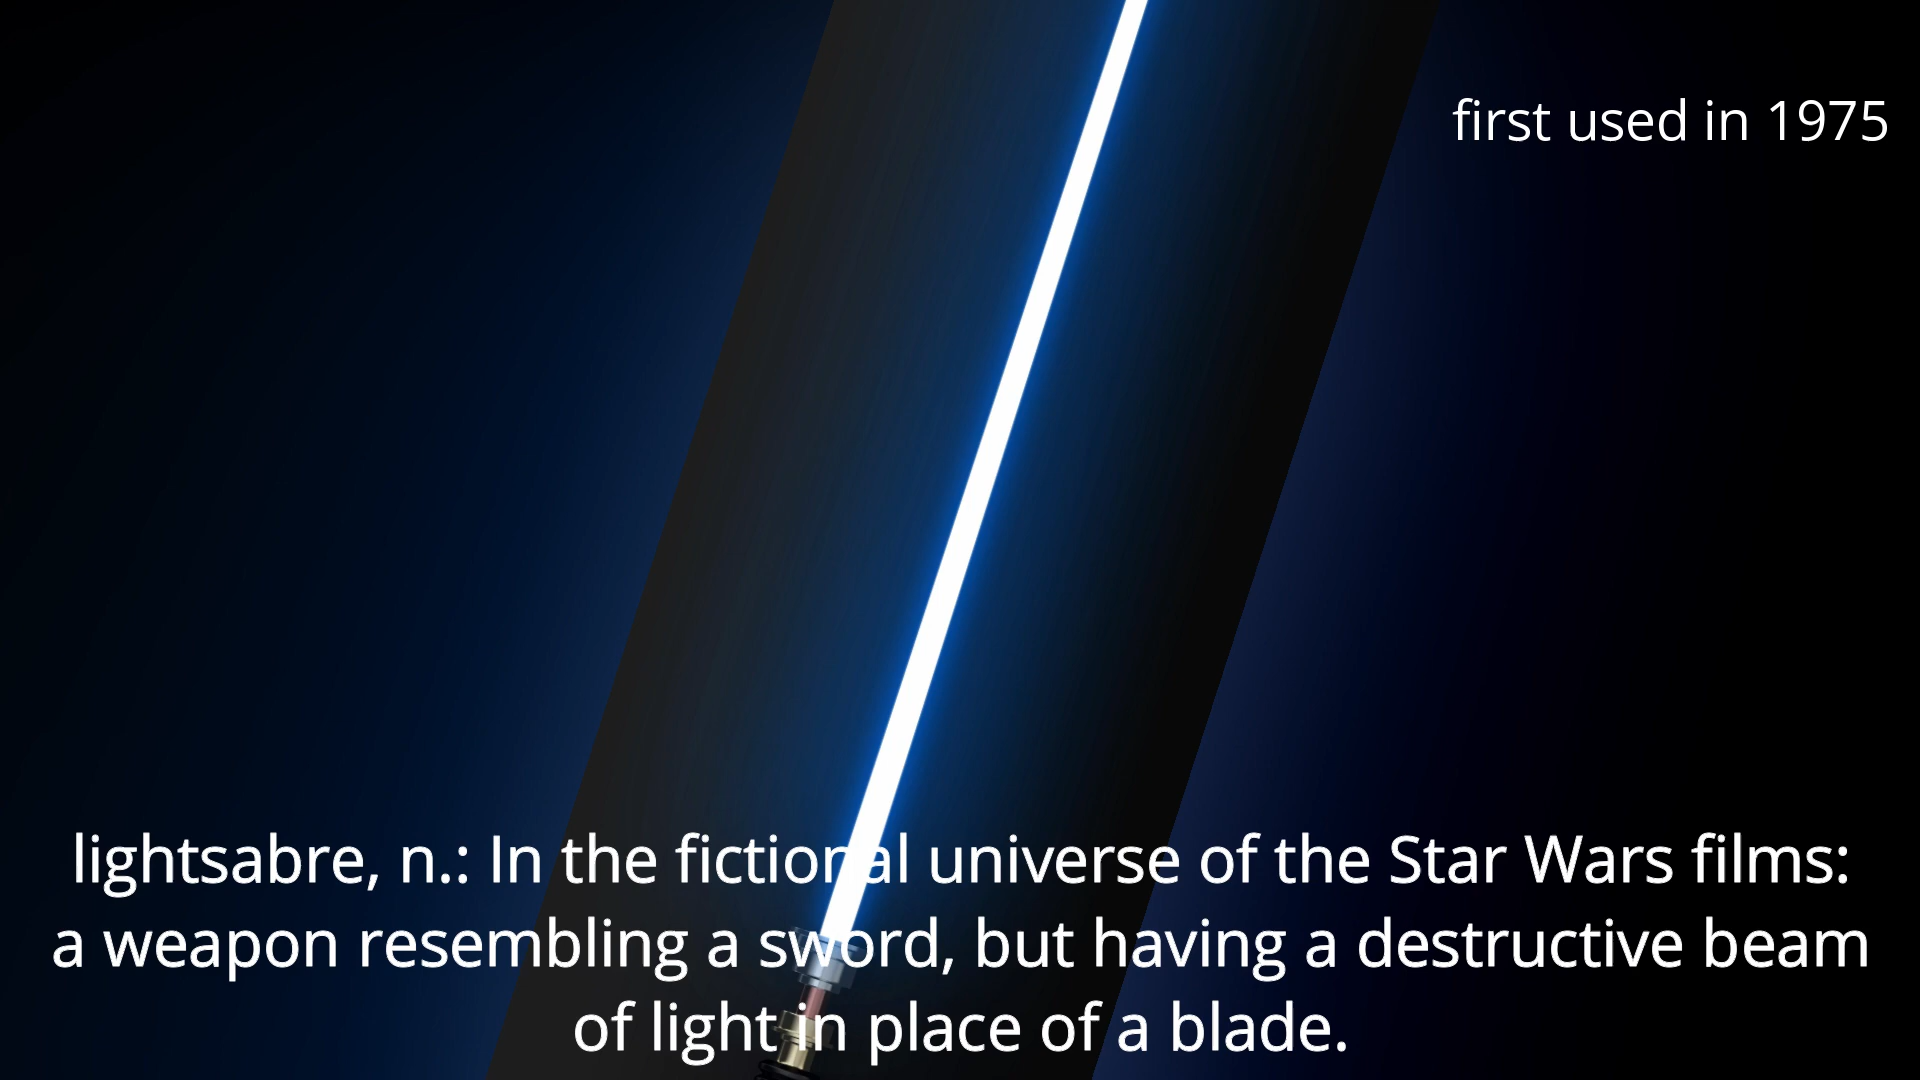 first used in 1975
lightsabre, n.: In the fictional universe of the Star Wars films:
a weapon resembling a sword, but having a destructive beam
of light in place of a blade.